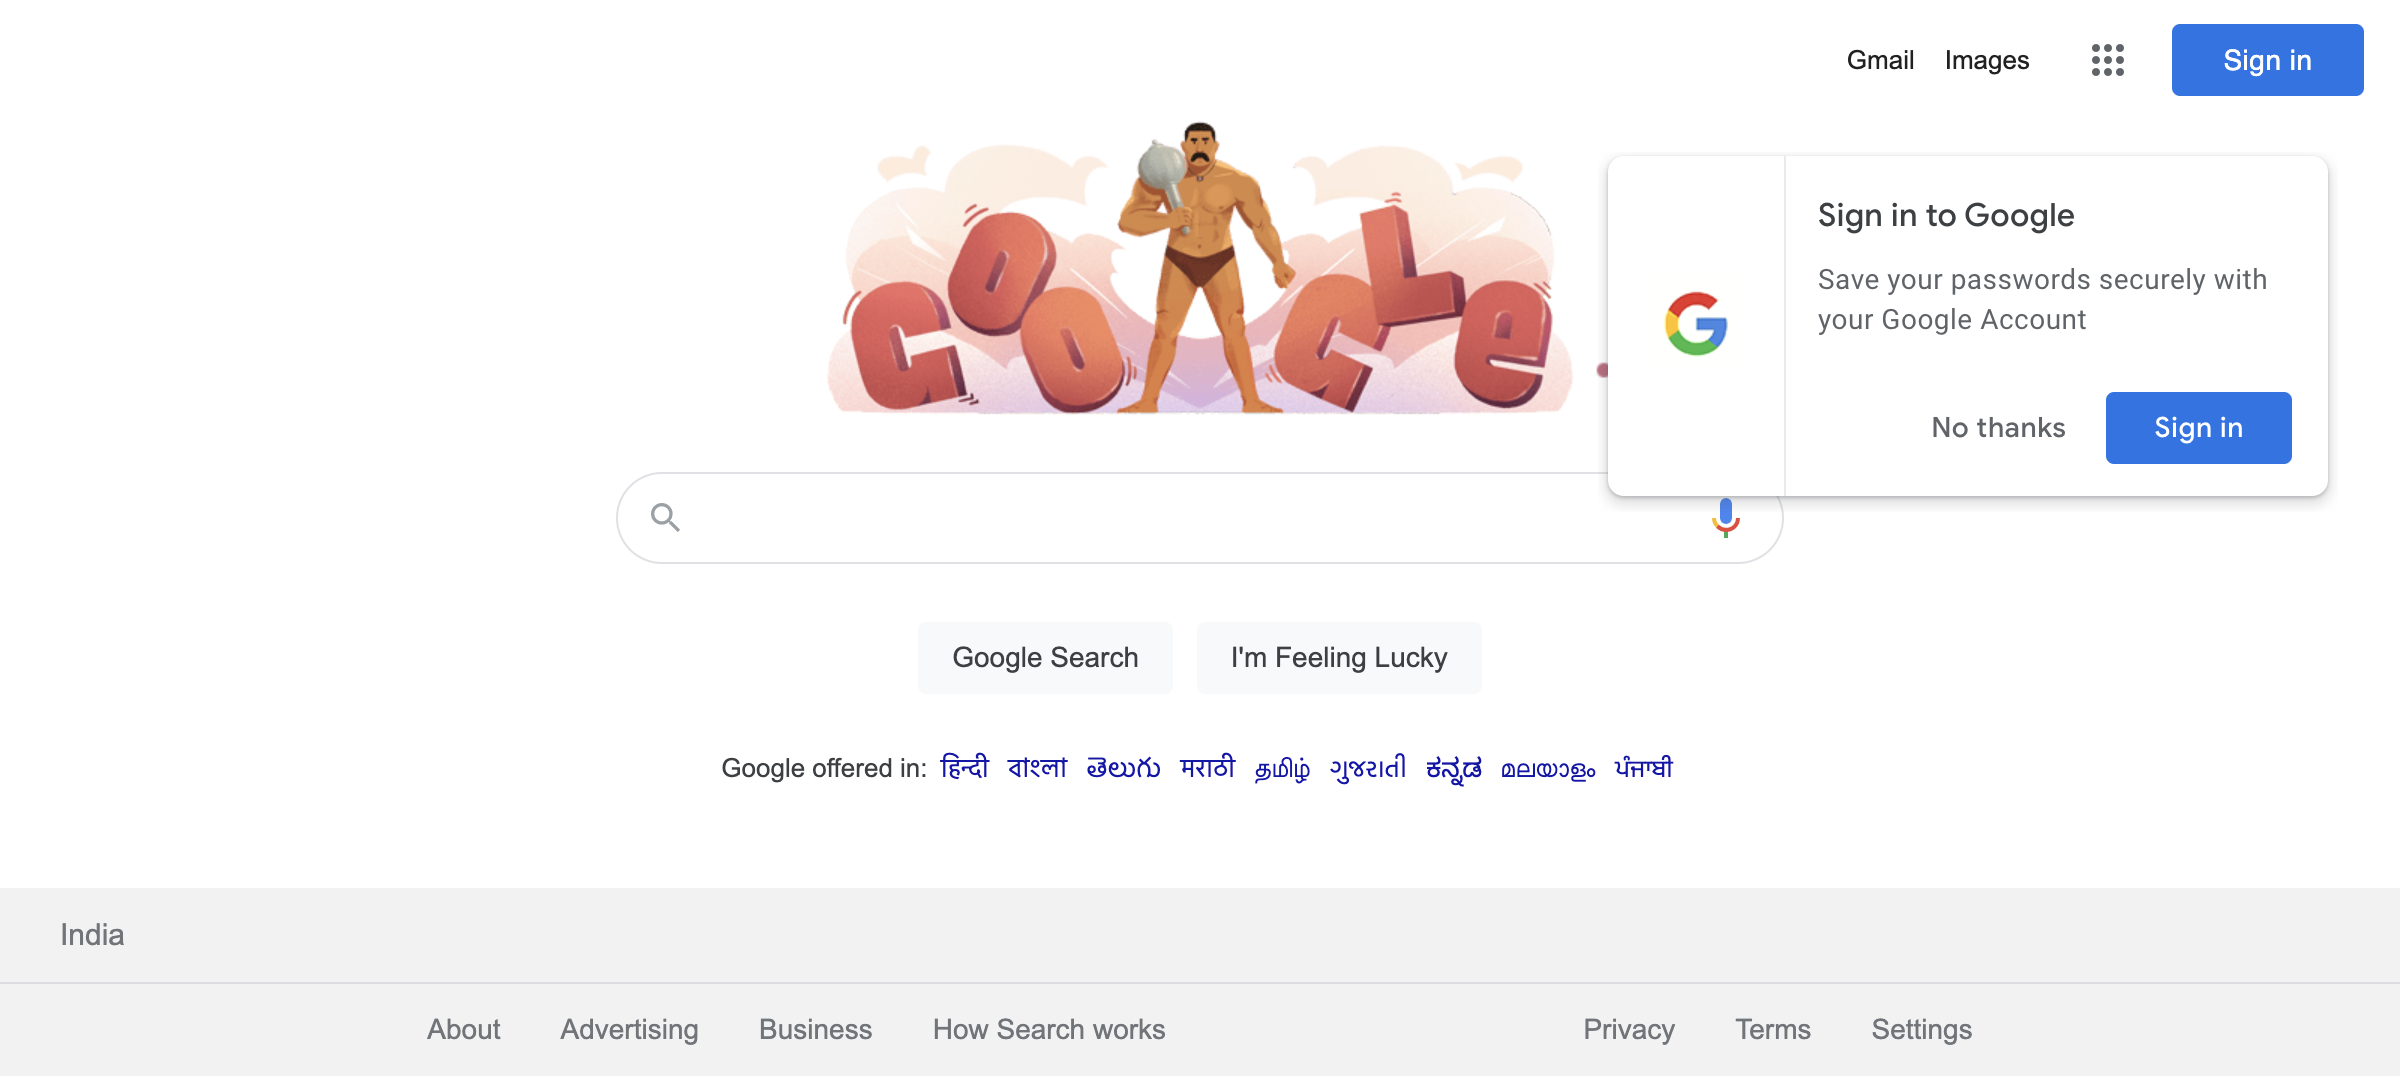 Gmail Images Sign in
GOOGLe
Sign in to Google
Save your passwords securely with
your Google Account
No thanks Sign in
Google Search I'm Feeling Lucky
Google offered in: हिन्दी বাংলা తెలుగు मराठी தமிழ் ગુજરાતી ಕನ್ನಡ മലയാളം ਪੰਜਾਬੀ
India
About Advertising Business How Search works Privacy Terms Settings